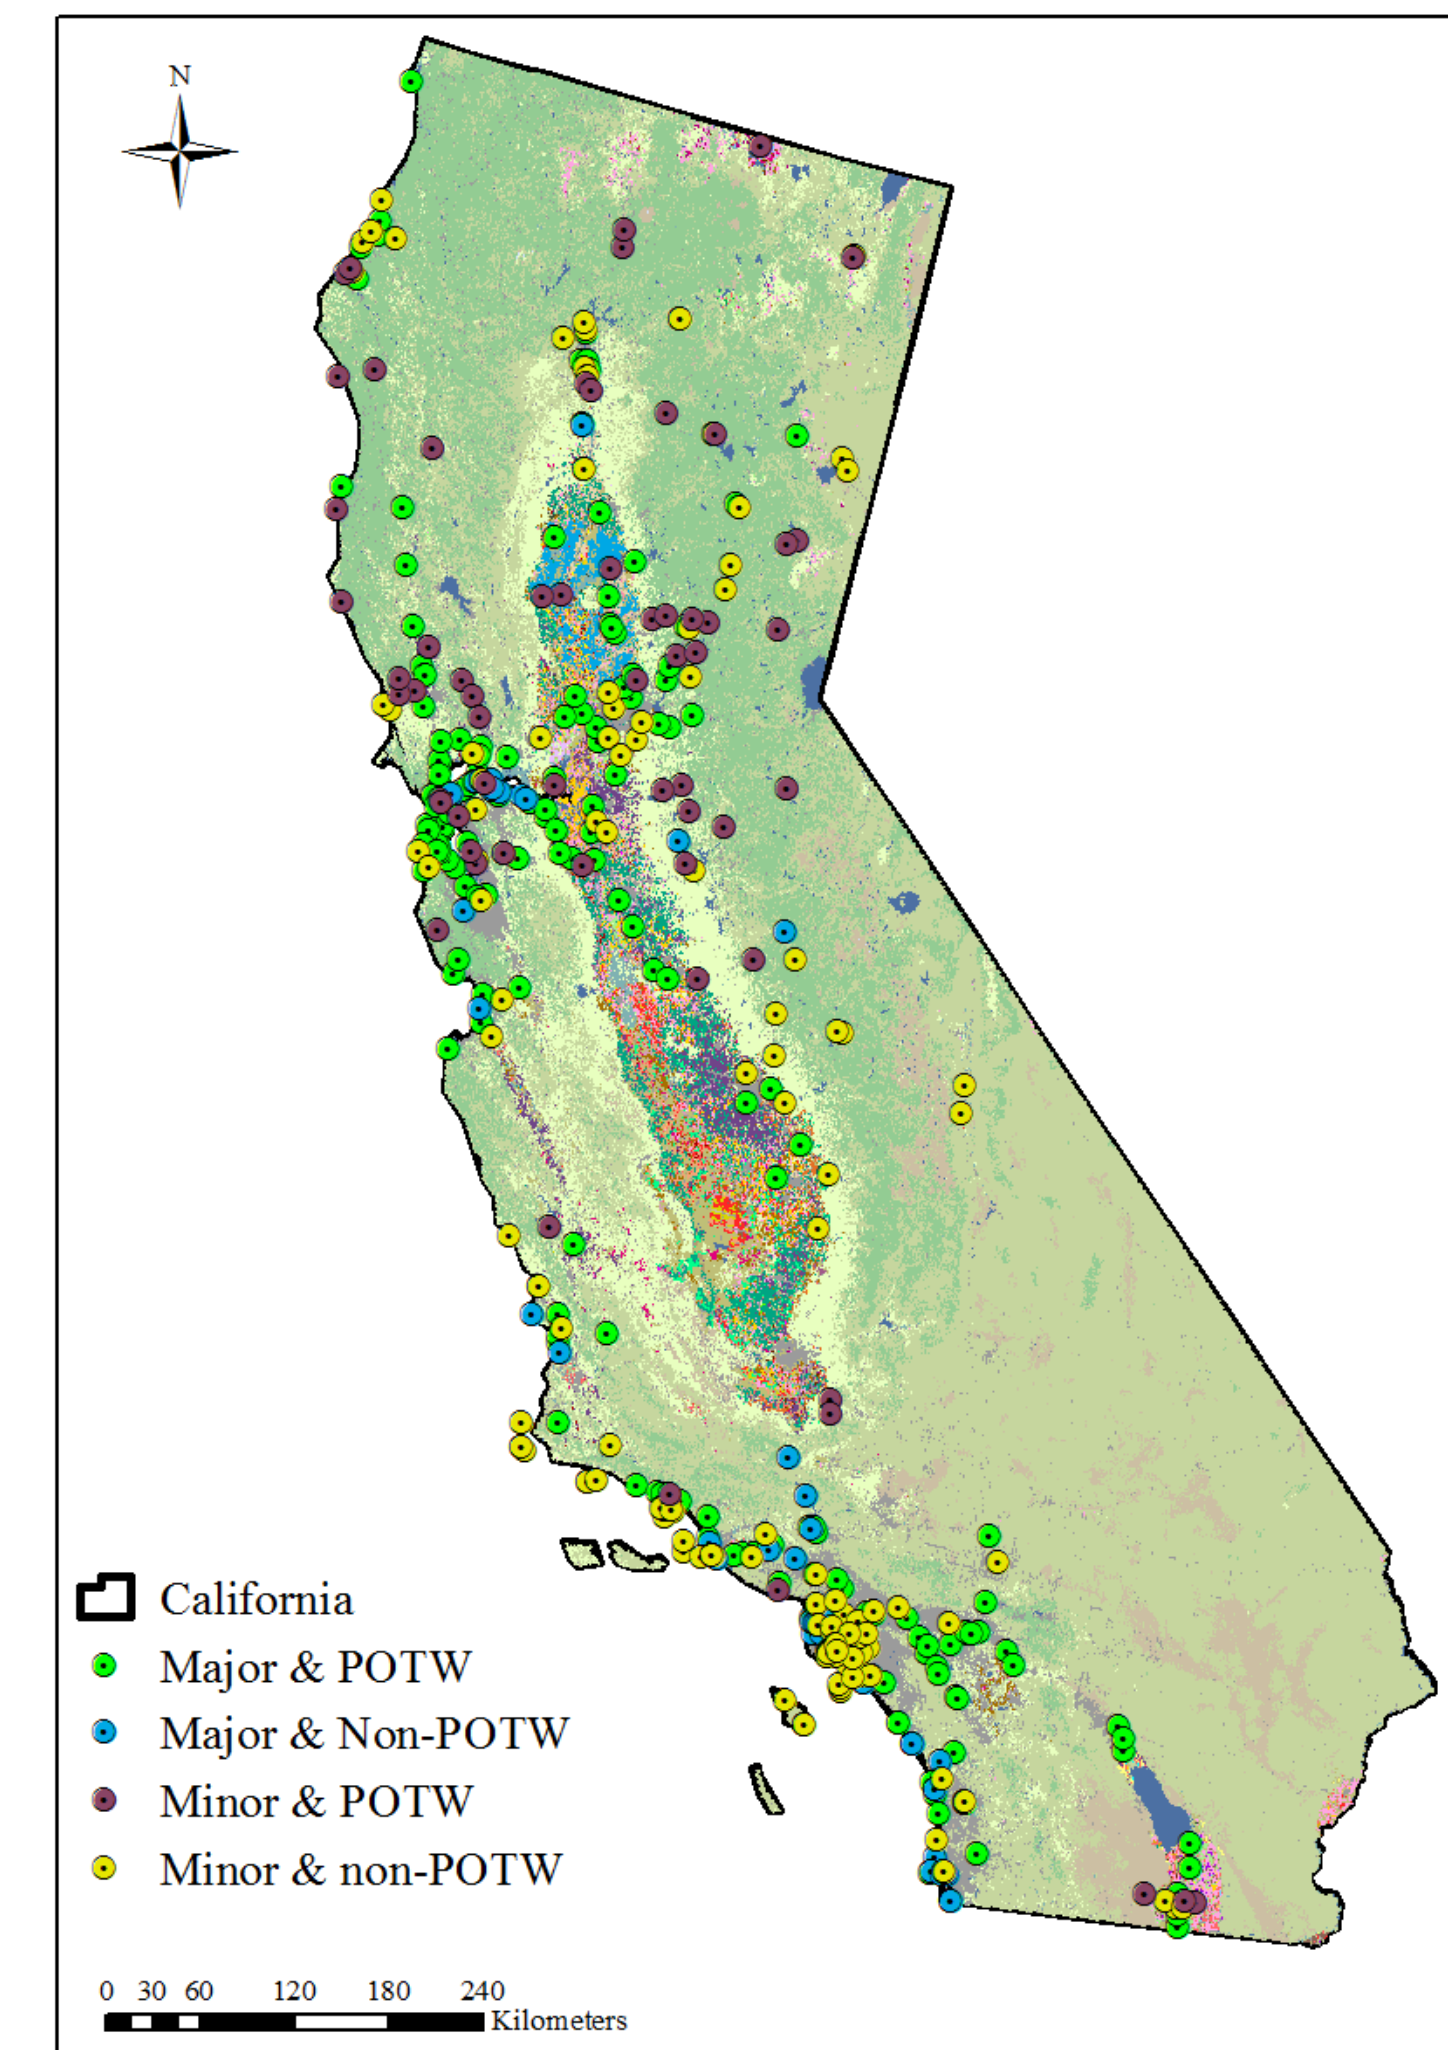 N
California
Major & POTW
Major & Non-POTW
Minor & POTW
Minor & non-POTW
0 30 60 120 180 240
Kilometers